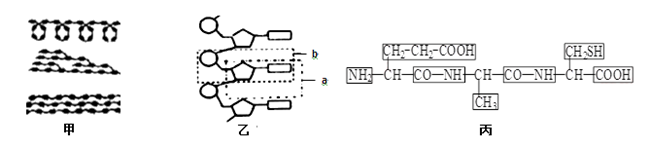 b
a
CH₂-CH₂-COOH CH₂SH
NH₂-CH-CO-NH-CH-CO-NH-CH-COOH
CH₃
甲 乙 丙